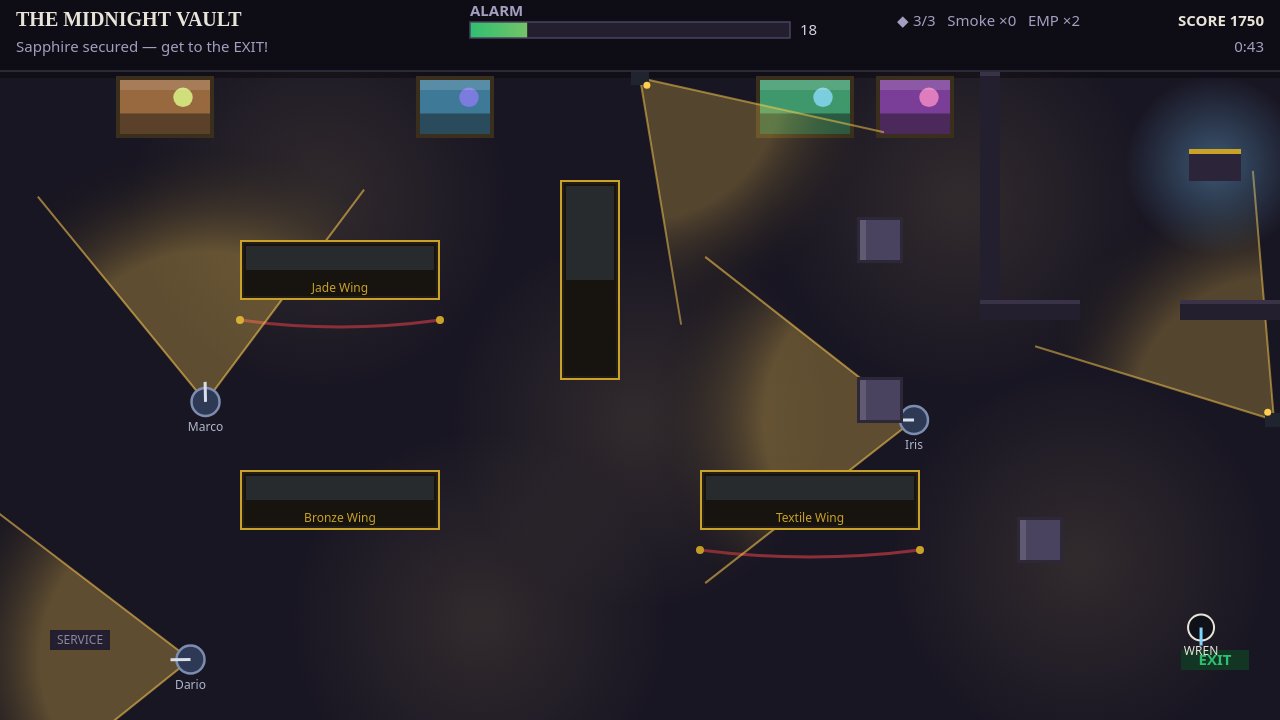 THE MIDNIGHT VAULT
Sapphire secured — get to the EXIT!
ALARM
18
◆ 3/3 Smoke ×0 EMP ×2
SCORE 1750
0:43
Jade Wing
Marco
Iris
Bronze Wing
Textile Wing
SERVICE
Dario
WREN
EXIT